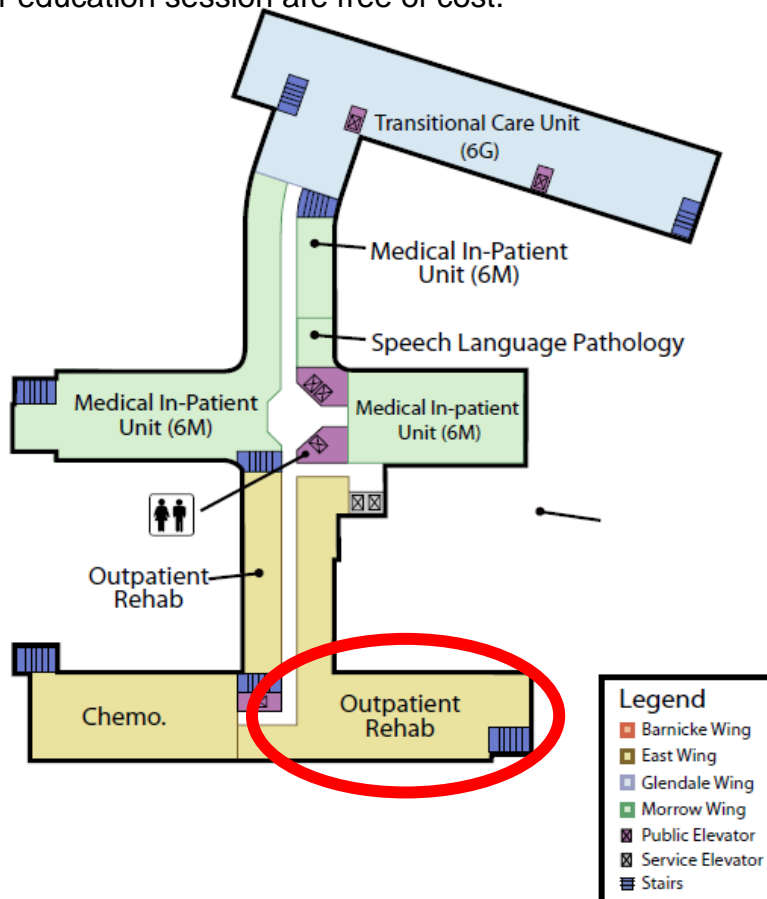 education session are free of cost.
Transitional Care Unit
(6G)
Medical In-Patient
Unit (6M)
Speech Language Pathology
Medical In-Patient
Unit (6M)
Medical In-patient
Unit (6M)
Outpatient
Rehab
Chemo.
Outpatient
Rehab
Legend
Barnicke Wing
East Wing
Glendale Wing
Morrow Wing
Public Elevator
Service Elevator
Stairs